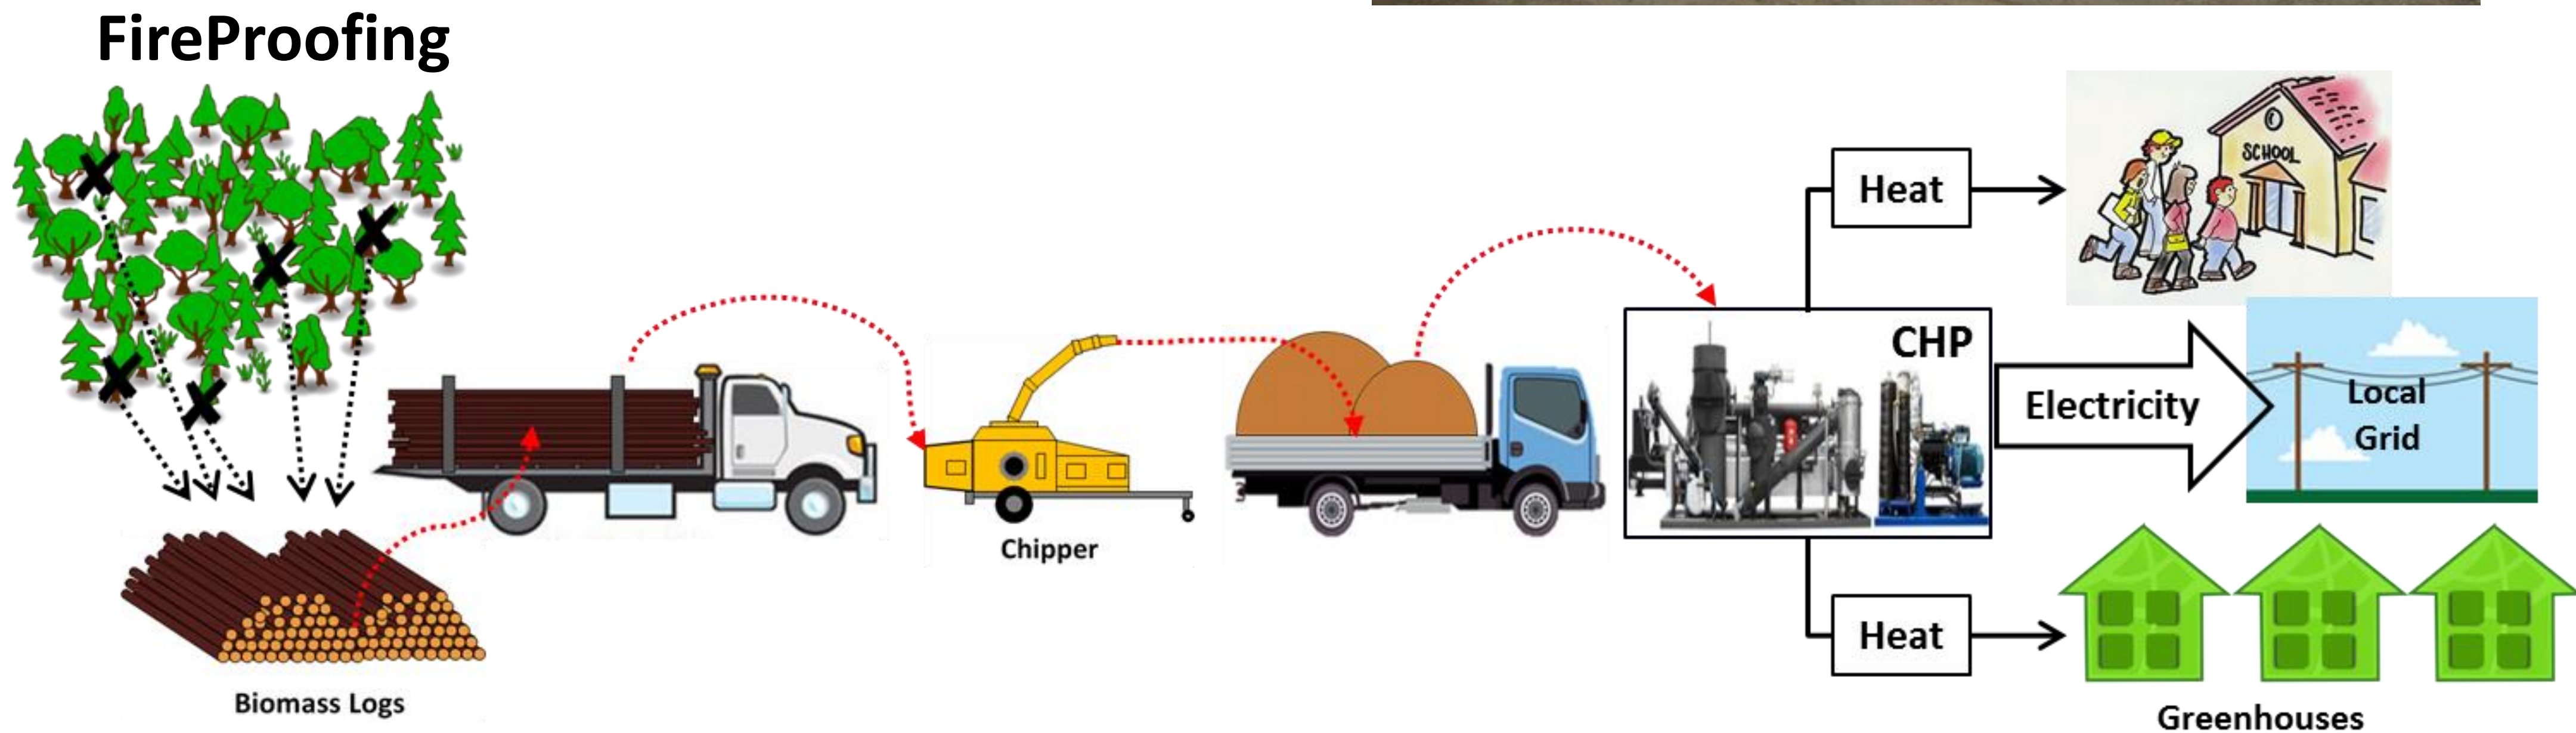 FireProofing
Biomass Logs
Chipper
CHP
Heat
SCHOOL
Electricity
Local
Grid
Heat
Greenhouses